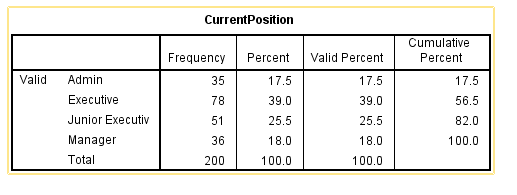 CurrentPosition
Frequency Percent Valid Percent Cumulative Percent
Valid Admin 35 17.5 17.5 17.5
Executive 78 39.0 39.0 56.5
Junior Executiv 51 25.5 25.5 82.0
Manager 36 18.0 18.0 100.0
Total 200 100.0 100.0